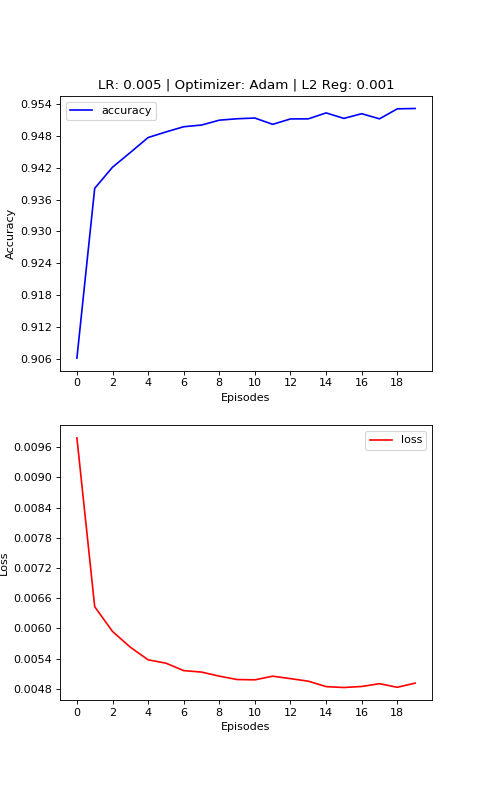 LR: 0.005 | Optimizer: Adam | L2 Reg: 0.001
accuracy
0.954
0.948
0.942
0.936
0.930
0.924
0.918
0.912
0.906
Accuracy
0 2 4 6 8 10 12 14 16 18
Episodes
loss
0.0096
0.0090
0.0084
0.0078
0.0072
0.0066
0.0060
0.0054
0.0048
Loss
0 2 4 6 8 10 12 14 16 18
Episodes